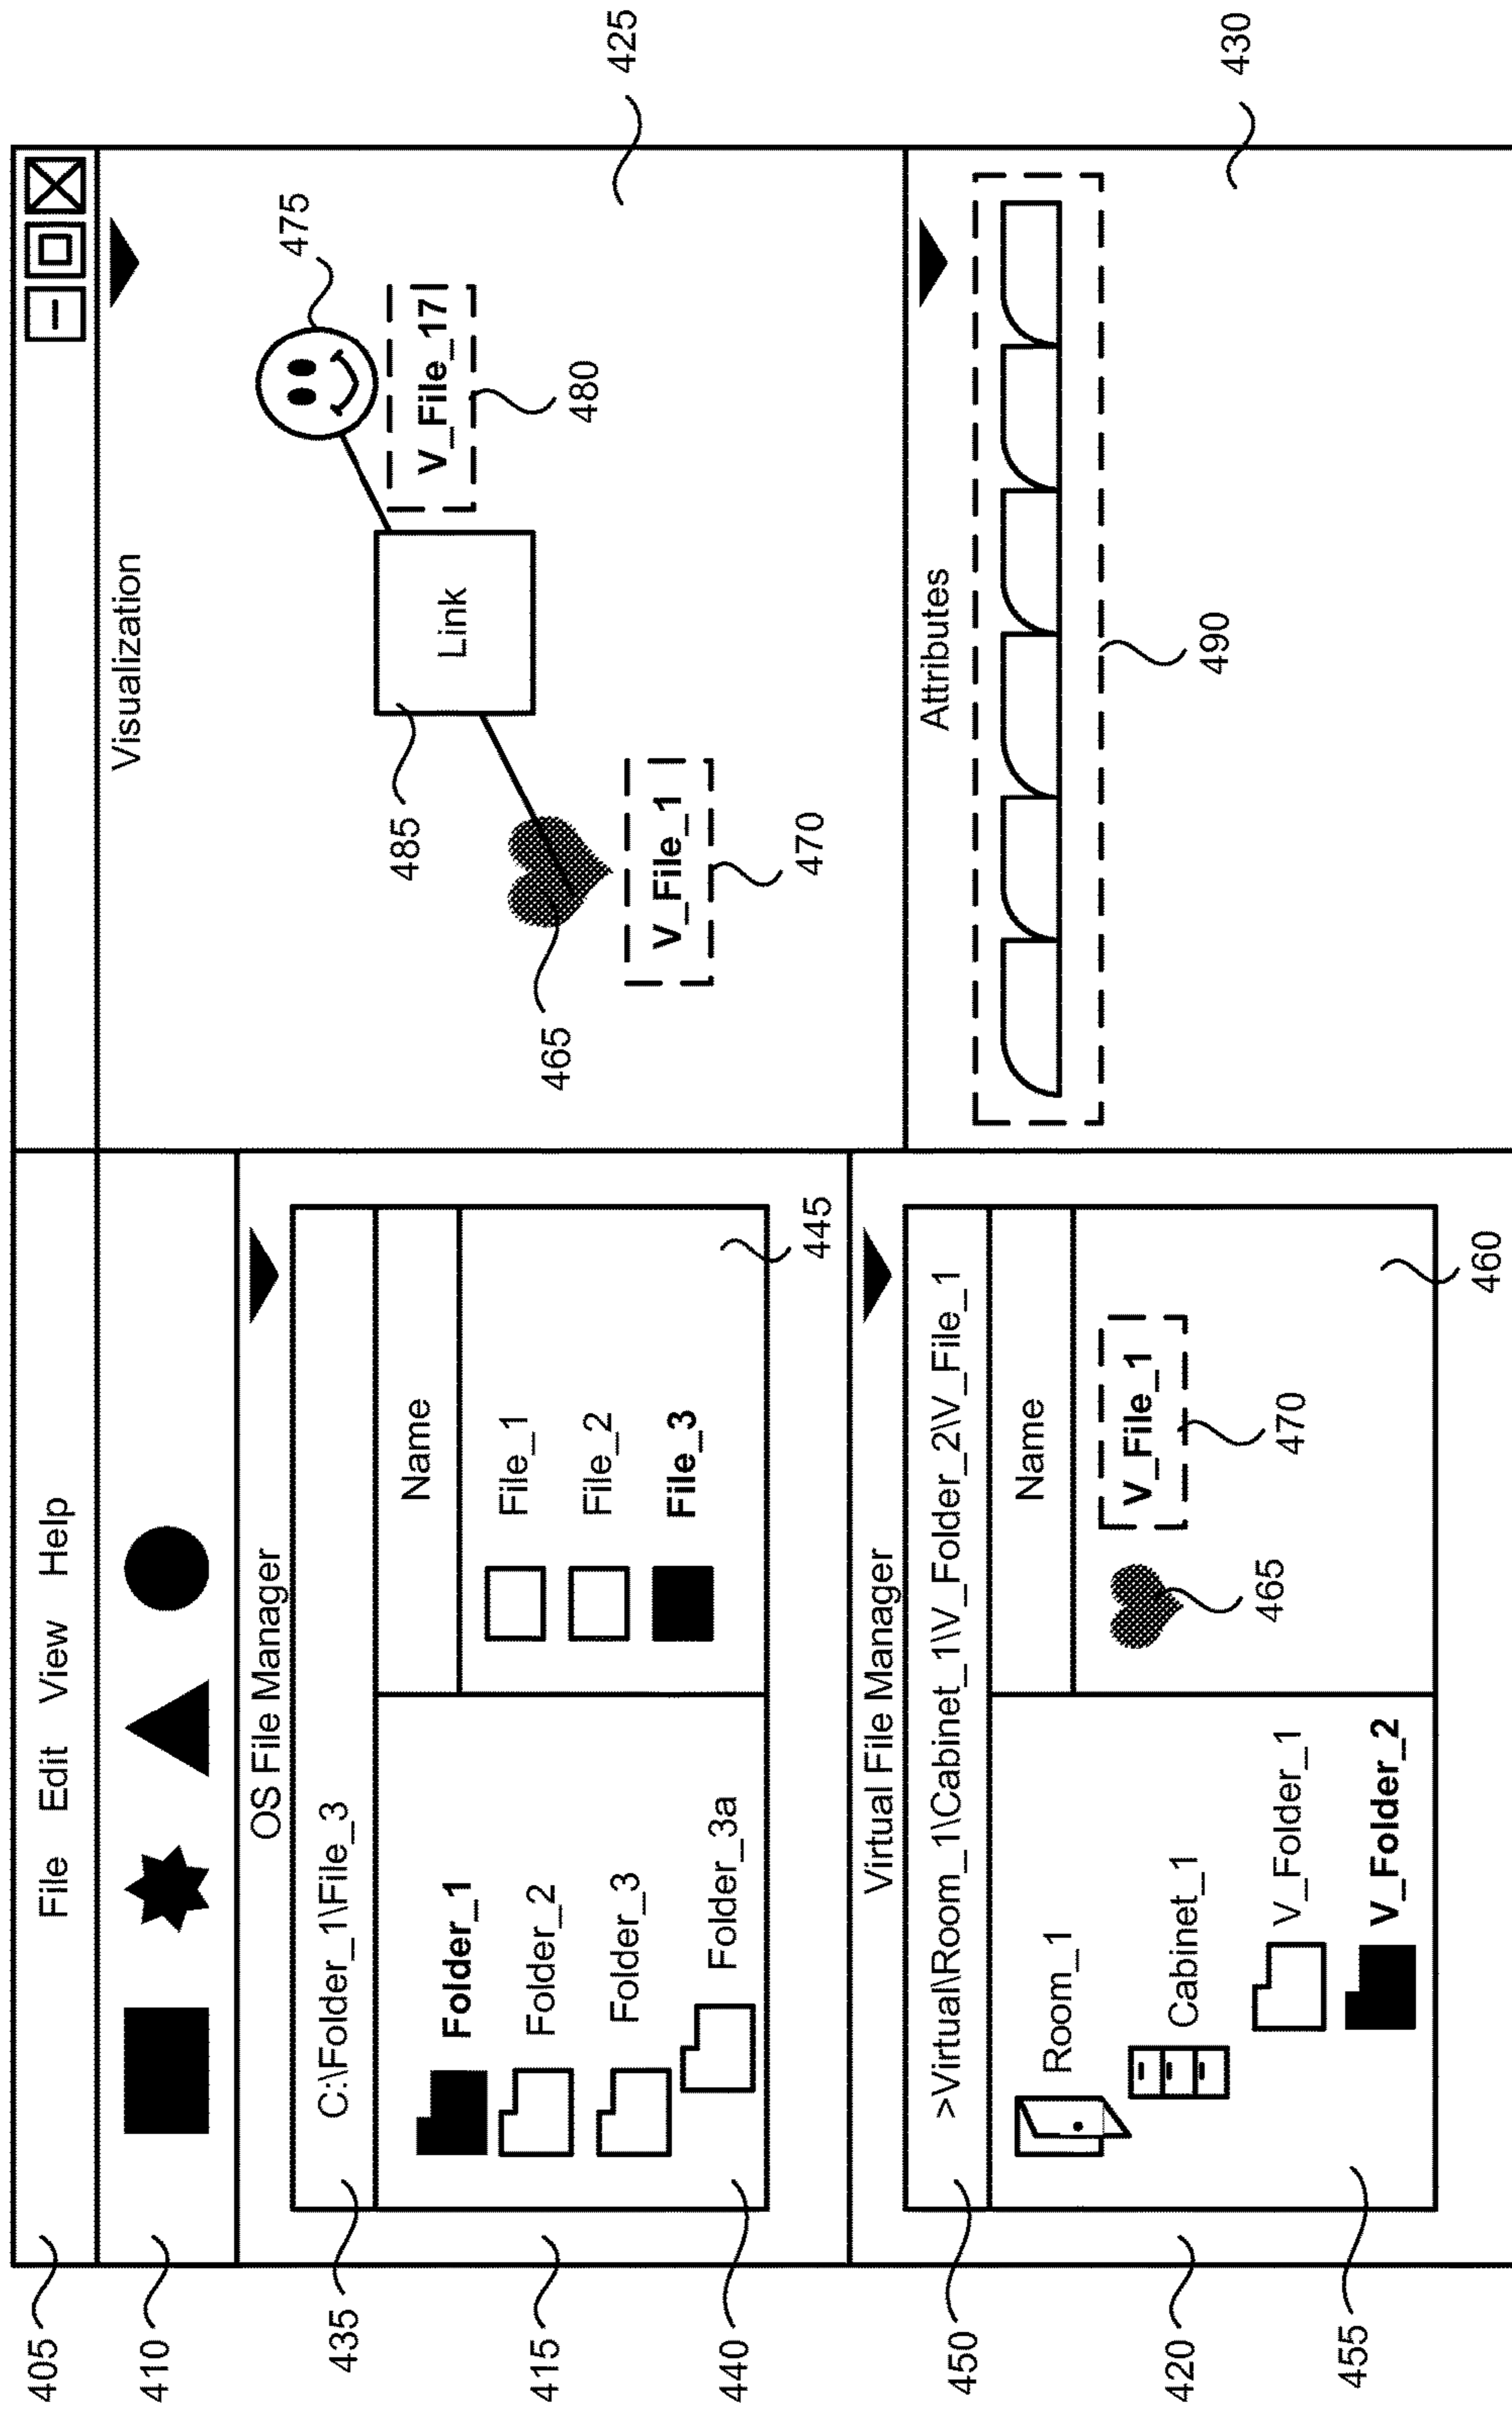 405
File Edit View Help
410
OS File Manager
435
C:\Folder_1\File_3
415
Folder_1
Folder_2
Folder_3
Folder_3a
440
Name
File_1
File_2
File_3
445
Virtual File Manager
450
>Virtual\Room_1\Cabinet_1\V_Folder_2\V_File_1
420
Room_1
Cabinet_1
V_Folder_1
V_Folder_2
455
Name
V_File_1
470
465
460
Visualization
475
V_File_17
480
Link
485
V_File_1
470
465
425
Attributes
490
430